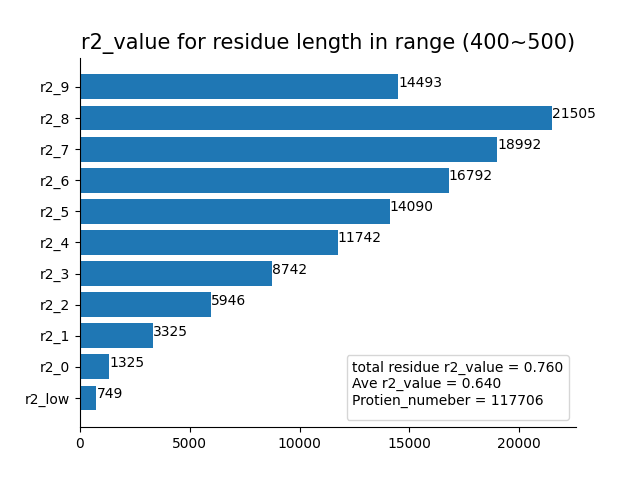 r2_value for residue length in range (400~500)
r2_9
14493
r2_8
21505
r2_7
18992
r2_6
16792
r2_5
14090
r2_4
11742
r2_3
8742
r2_2
5946
r2_1
3325
r2_0
1325
r2_low
749
total residue r2_value = 0.760
Ave r2_value = 0.640
Protien_numeber = 117706
0 5000 10000 15000 20000